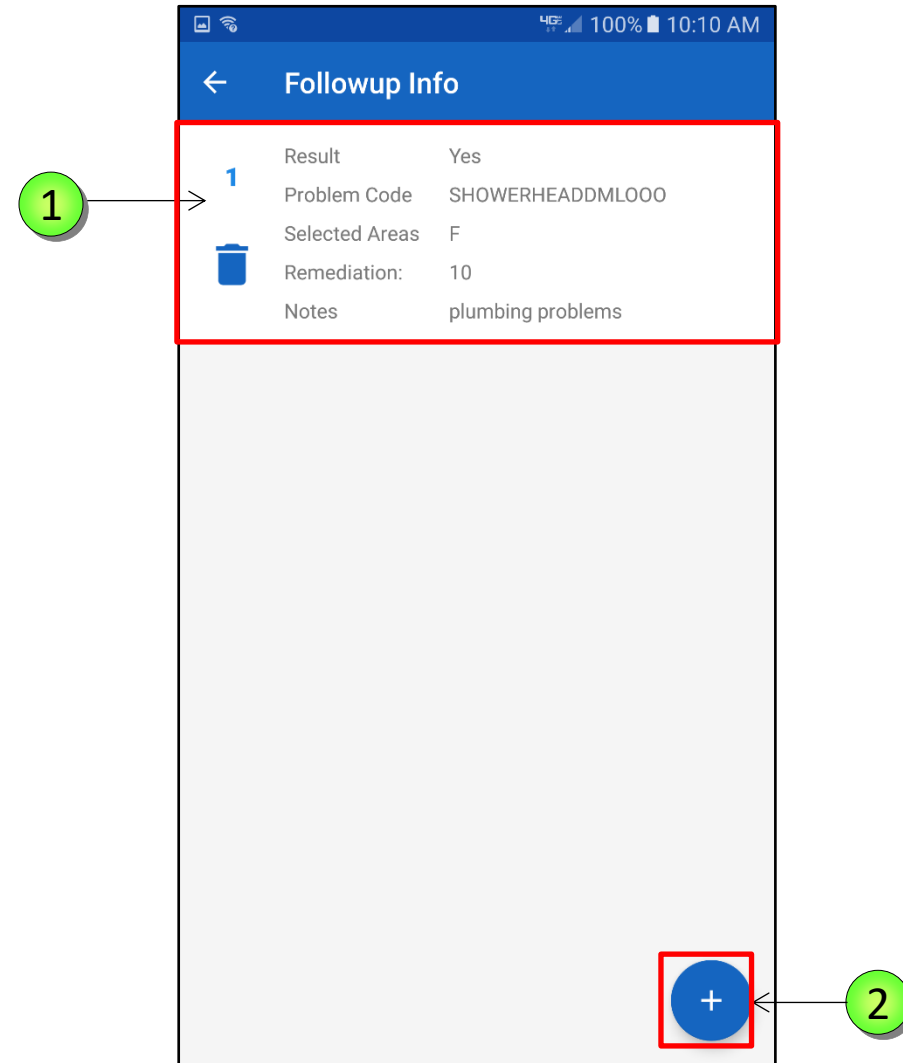 4G 100% 10:10 AM
Followup Info
1
1
Result Yes
Problem Code SHOWERHEADDMLOOO
Selected Areas F
Remediation: 10
Notes plumbing problems
+
2